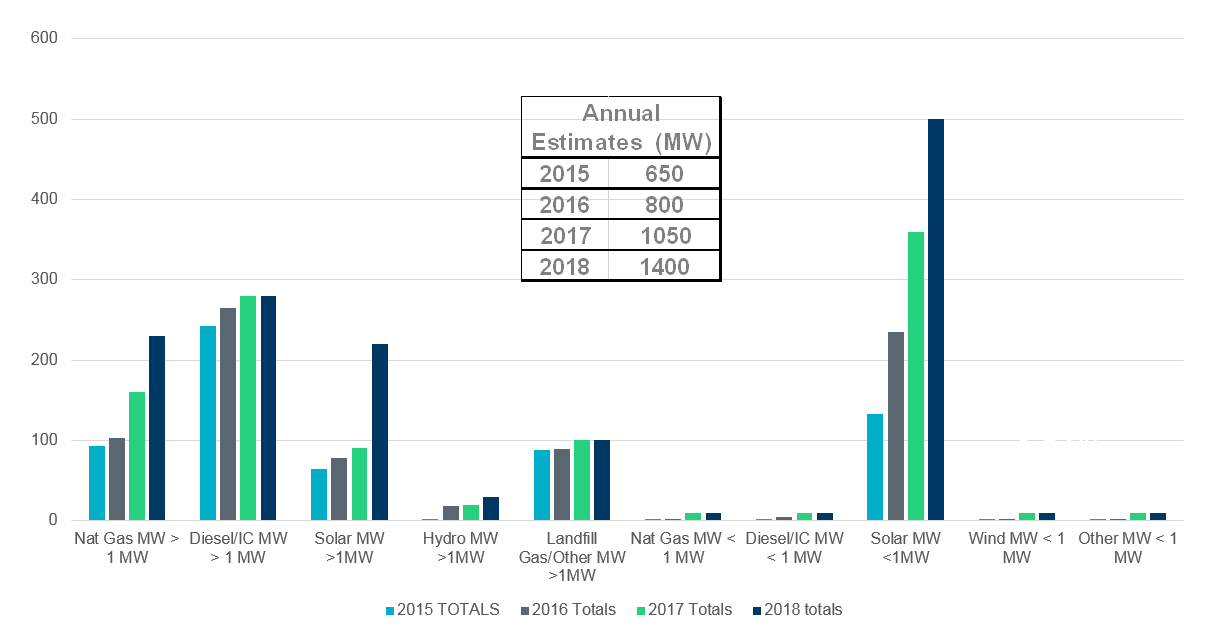 600
500
400
300
200
100
0
Annual
Estimates (MW)
2015 650
2016 800
2017 1050
2018 1400
Nat Gas MW >
1 MW
Diesel/IC MW
> 1 MW
Solar MW
>1MW
Hydro MW
>1MW
Landfill
Gas/Other MW
>1MW
Nat Gas MW <
1 MW
Diesel/IC MW
< 1 MW
Solar MW
<1MW
Wind MW < 1
MW
Other MW < 1
MW
2015 TOTALS 2016 Totals 2017 Totals 2018 totals